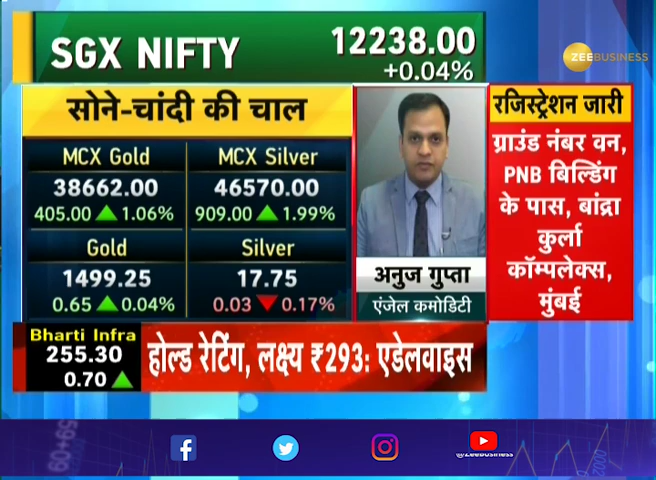 SGX NIFTY
12238.00
+0.04%
ZEEBUSINESS
सोने-चांदी की चाल
MCX Gold
38662.00
405.00 ▲ 1.06%
MCX Silver
46570.00
909.00 ▲ 1.99%
Gold
1499.25
0.65 ▲ 0.04%
Silver
17.75
0.03 ▼ 0.17%
अनुज गुप्ता
एंजेल कमोडिटी
रजिस्ट्रेशन जारी
ग्राउंड नंबर वन,
PNB बिल्डिंग
के पास, बांद्रा
कुर्ला
कॉम्पलेक्स,
मुंबई
Bharti Infra
255.30
0.70 ▲
होल्ड रेटिंग, लक्ष्य ₹293: एडेलवाइस
@ZeeBusiness